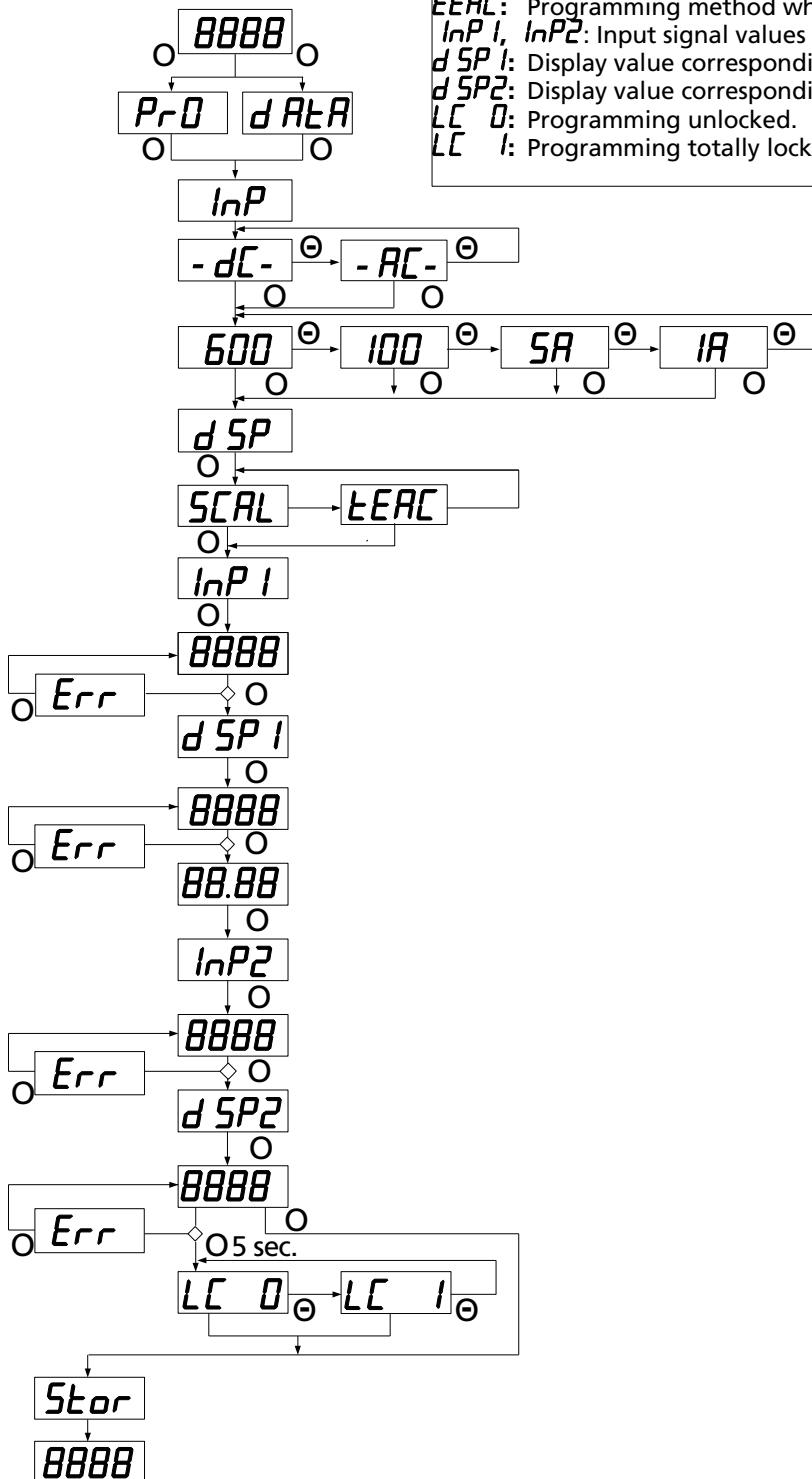 tEAC: Programming method wh
InP1, InP2: Input signal values
dSP1: Display value correspondi
dSP2: Display value correspondi
LC 0: Programming unlocked.
LC 1: Programming totally lock
8888
O O
Pr0 dAtA
O O
InP
-dC- Θ -AC- Θ
O O
600 Θ 100 Θ 5A Θ 1A Θ
O O O O
dSP
O
SCAL tEAC
O
InP1
O
8888
Err O
O
dSP1
O
8888
Err O
O
88.88
O
InP2
O
8888
Err O
O
dSP2
O
8888
Err O
O O 5 sec.
LC 0 Θ LC 1 Θ
Stor
8888